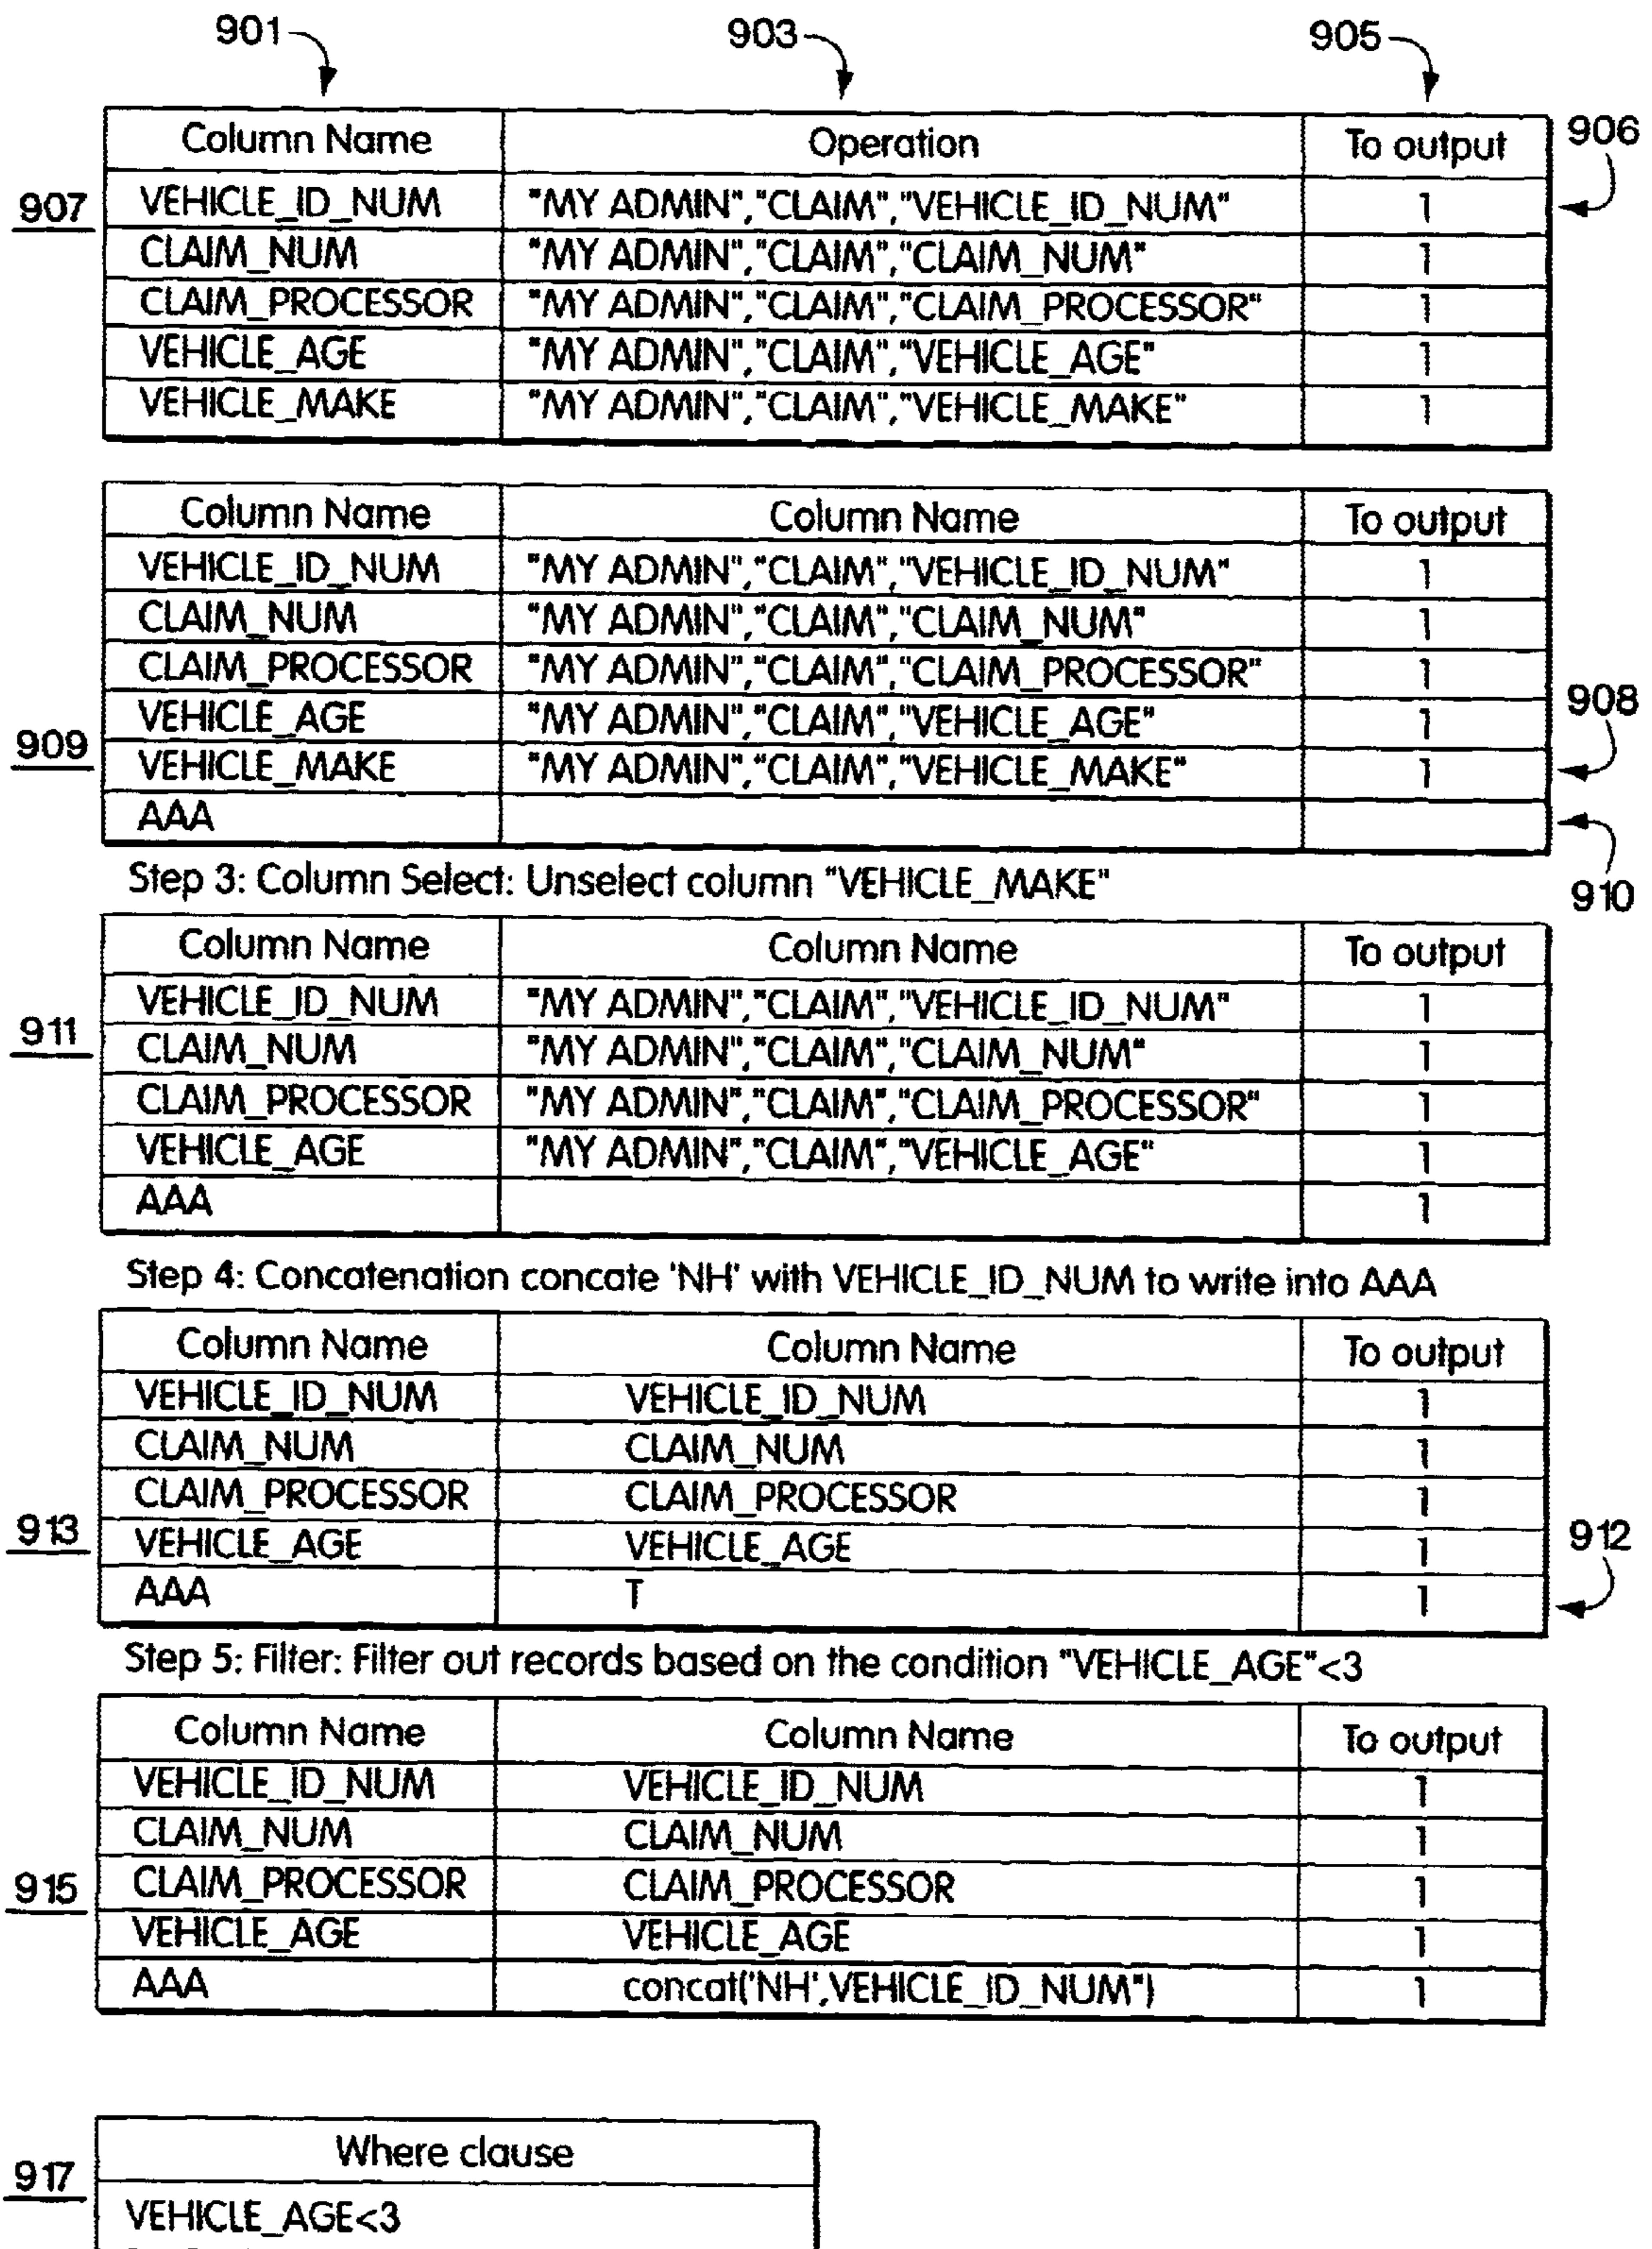 901 903 905
Column Name Operation To output 906
907 VEHICLE_ID_NUM "MY ADMIN","CLAIM","VEHICLE_ID_NUM" 1
CLAIM_NUM "MY ADMIN","CLAIM","CLAIM_NUM" 1
CLAIM_PROCESSOR "MY ADMIN","CLAIM","CLAIM_PROCESSOR" 1
VEHICLE_AGE "MY ADMIN","CLAIM","VEHICLE_AGE" 1
VEHICLE_MAKE "MY ADMIN","CLAIM","VEHICLE_MAKE" 1
Column Name Column Name To output
VEHICLE_ID_NUM "MY ADMIN","CLAIM","VEHICLE_ID_NUM" 1
CLAIM_NUM "MY ADMIN","CLAIM","CLAIM_NUM" 1
CLAIM_PROCESSOR "MY ADMIN","CLAIM","CLAIM_PROCESSOR" 1
VEHICLE_AGE "MY ADMIN","CLAIM","VEHICLE_AGE" 1 908
909 VEHICLE_MAKE "MY ADMIN","CLAIM","VEHICLE_MAKE" 1
AAA
Step 3: Column Select: Unselect column "VEHICLE_MAKE" 910
Column Name Column Name To output
VEHICLE_ID_NUM "MY ADMIN","CLAIM","VEHICLE_ID_NUM" 1
911 CLAIM_NUM "MY ADMIN","CLAIM","CLAIM_NUM" 1
CLAIM_PROCESSOR "MY ADMIN","CLAIM","CLAIM_PROCESSOR" 1
VEHICLE_AGE "MY ADMIN","CLAIM","VEHICLE_AGE" 1
AAA 1
Step 4: Concatenation concate 'NH' with VEHICLE_ID_NUM to write into AAA
Column Name Column Name To output
VEHICLE_ID_NUM VEHICLE_ID_NUM 1
CLAIM_NUM CLAIM_NUM 1
CLAIM_PROCESSOR CLAIM_PROCESSOR 1
913 VEHICLE_AGE VEHICLE_AGE 1 912
AAA T 1
Step 5: Filter: Filter out records based on the condition "VEHICLE_AGE"<3
Column Name Column Name To output
VEHICLE_ID_NUM VEHICLE_ID_NUM 1
CLAIM_NUM CLAIM_NUM 1
915 CLAIM_PROCESSOR CLAIM_PROCESSOR 1
VEHICLE_AGE VEHICLE_AGE 1
AAA concat('NH',VEHICLE_ID_NUM") 1
Where clause
917
VEHICLE_AGE<3